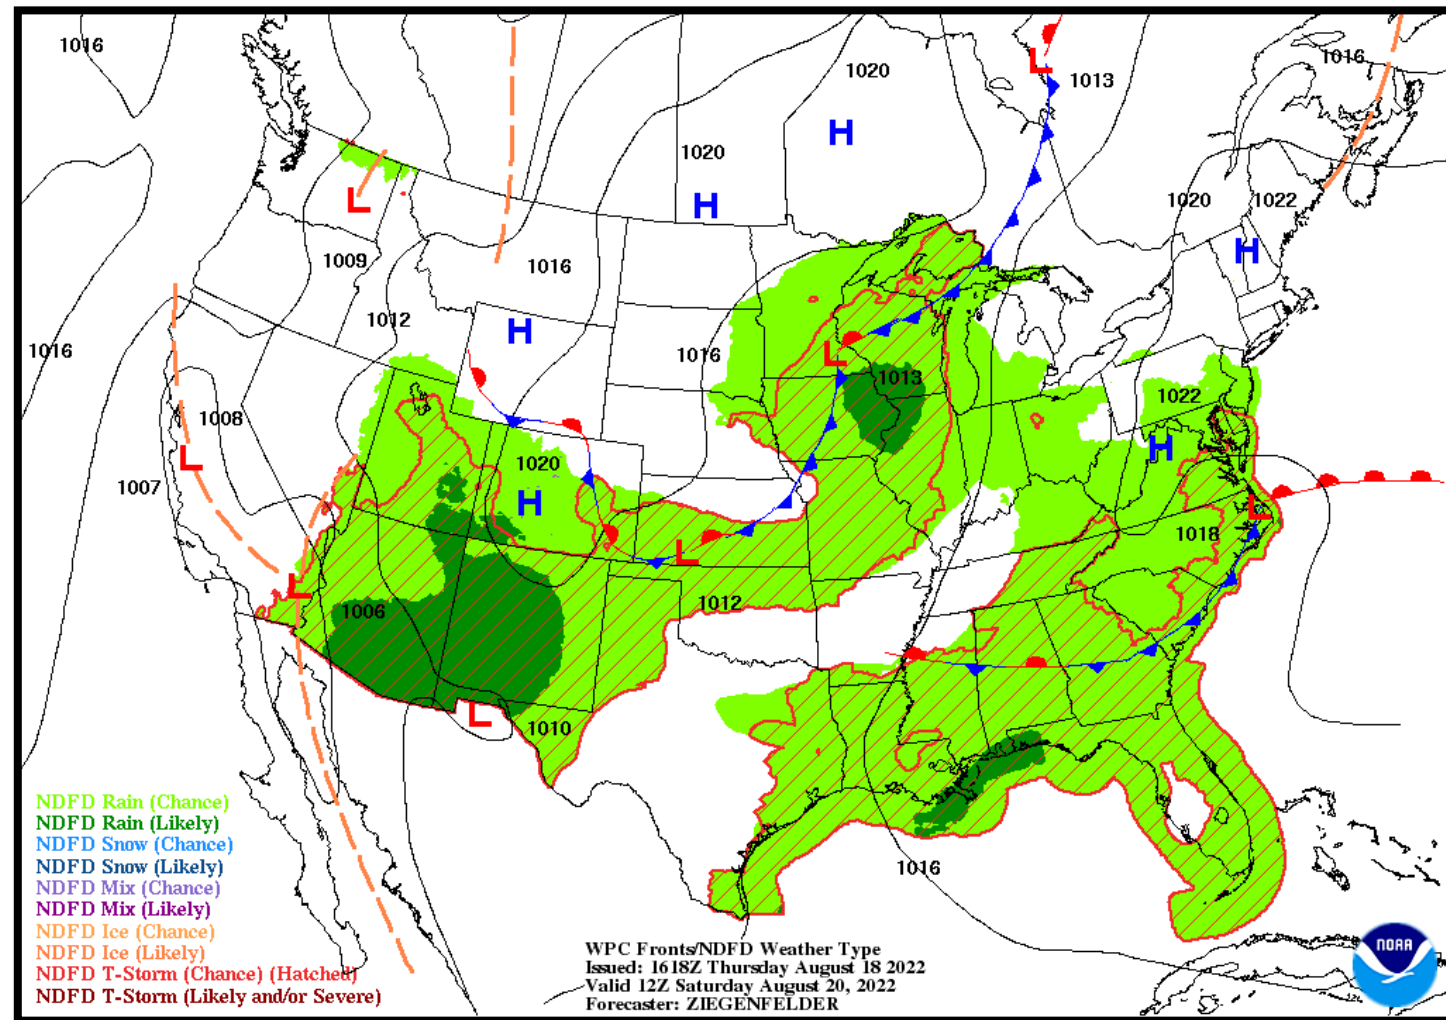 1016
1020
1013
1016
1020
H
L
H
1020
1022
L
H
1009
1016
H
1012
H
1016
1016
L
1013
1008
1022
1020
H
L
1007
H
L
1018
L
L
1006
1012
L
1010
1016
NDFD Rain (Chance)
NDFD Rain (Likely)
NDFD Snow (Chance)
NDFD Snow (Likely)
NDFD Mix (Chance)
NDFD Mix (Likely)
NDFD Ice (Chance)
NDFD Ice (Likely)
NDFD T-Storm (Chance) (Hatched)
NDFD T-Storm (Likely and/or Severe)
WPC Fronts/NDFD Weather Type
Issued: 1618Z Thursday August 18 2022
Valid 12Z Saturday August 20, 2022
Forecaster: ZIEGENFELDER
NOAA